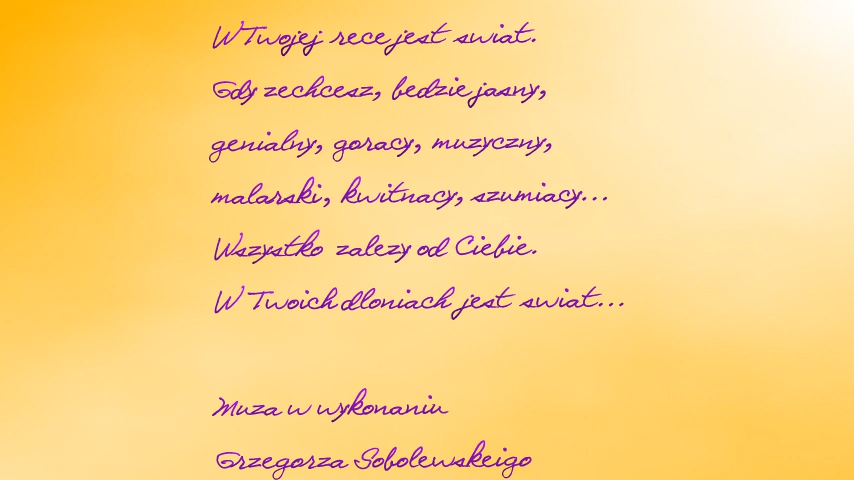 W Twojej rece jest swiat.
Gdy zechcesz, bedzie jasny,
genialny, goracy, muzyczny,
malarski, kwitnacy, szumiacy...
Wszystko zalezy od Ciebie.
W Twoich dloniach jest swiat...
Muza w wykonaniu
Grzegorza Sobolewskeigo